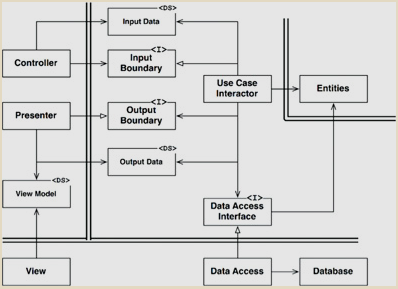 <DS>
Input Data
Controller
<I>
Input
Boundary
Use Case
Interactor
Entities
Presenter
<I>
Output
Boundary
<DS>
Output Data
<DS>
View Model
<I>
Data Access
Interface
View
Data Access
Database